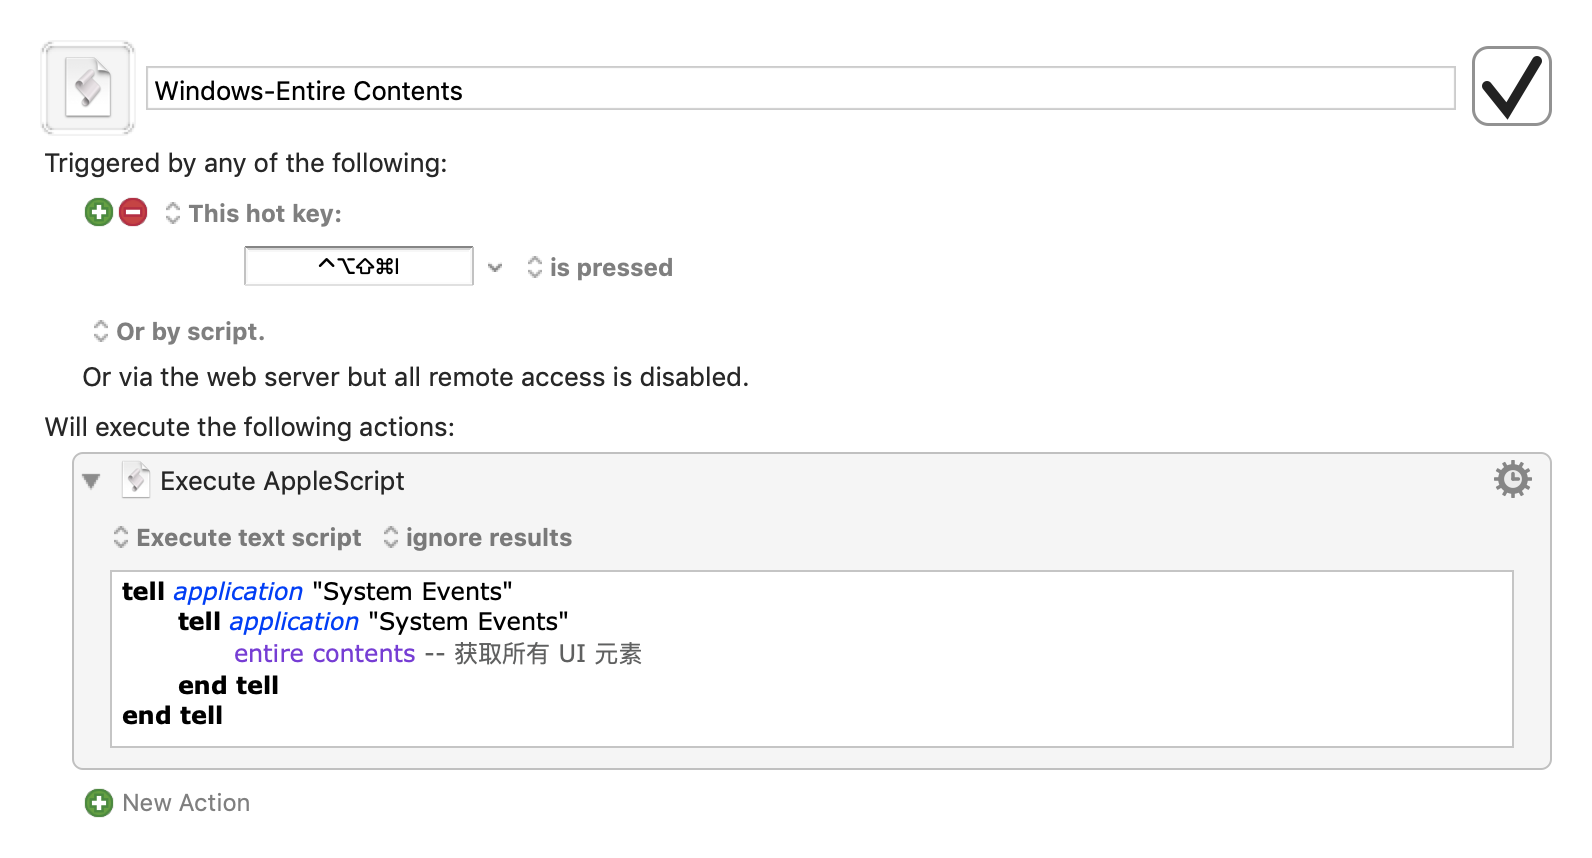 Windows-Entire Contents
Triggered by any of the following:
This hot key:
^⌥⇧⌘I is pressed
Or by script.
Or via the web server but all remote access is disabled.
Will execute the following actions:
Execute AppleScript
Execute text script ignore results
tell application "System Events"
tell application "System Events"
entire contents -- 获取所有 UI 元素
end tell
end tell
New Action